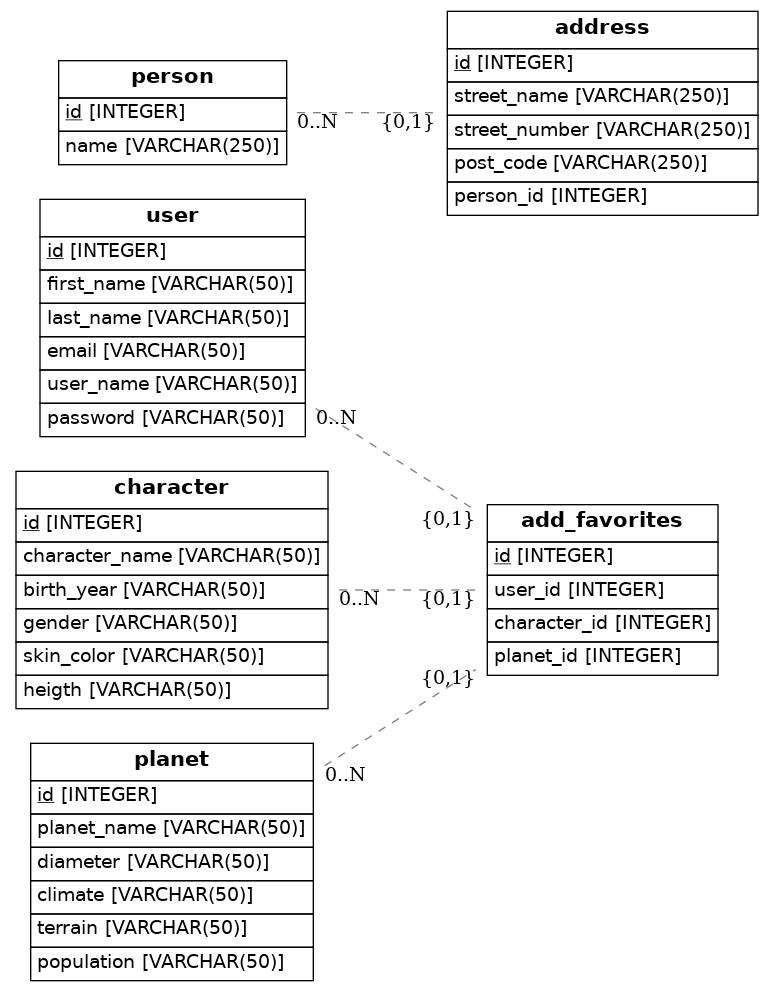 person
id [INTEGER]
name [VARCHAR(250)]
0..N
{0,1}
address
id [INTEGER]
street_name [VARCHAR(250)]
street_number [VARCHAR(250)]
post_code [VARCHAR(250)]
person_id [INTEGER]
user
id [INTEGER]
first_name [VARCHAR(50)]
last_name [VARCHAR(50)]
email [VARCHAR(50)]
user_name [VARCHAR(50)]
password [VARCHAR(50)]
0..N
{0,1}
character
id [INTEGER]
character_name [VARCHAR(50)]
birth_year [VARCHAR(50)]
gender [VARCHAR(50)]
skin_color [VARCHAR(50)]
heigth [VARCHAR(50)]
0..N
{0,1}
add_favorites
id [INTEGER]
user_id [INTEGER]
character_id [INTEGER]
planet_id [INTEGER]
{0,1}
0..N
planet
id [INTEGER]
planet_name [VARCHAR(50)]
diameter [VARCHAR(50)]
climate [VARCHAR(50)]
terrain [VARCHAR(50)]
population [VARCHAR(50)]